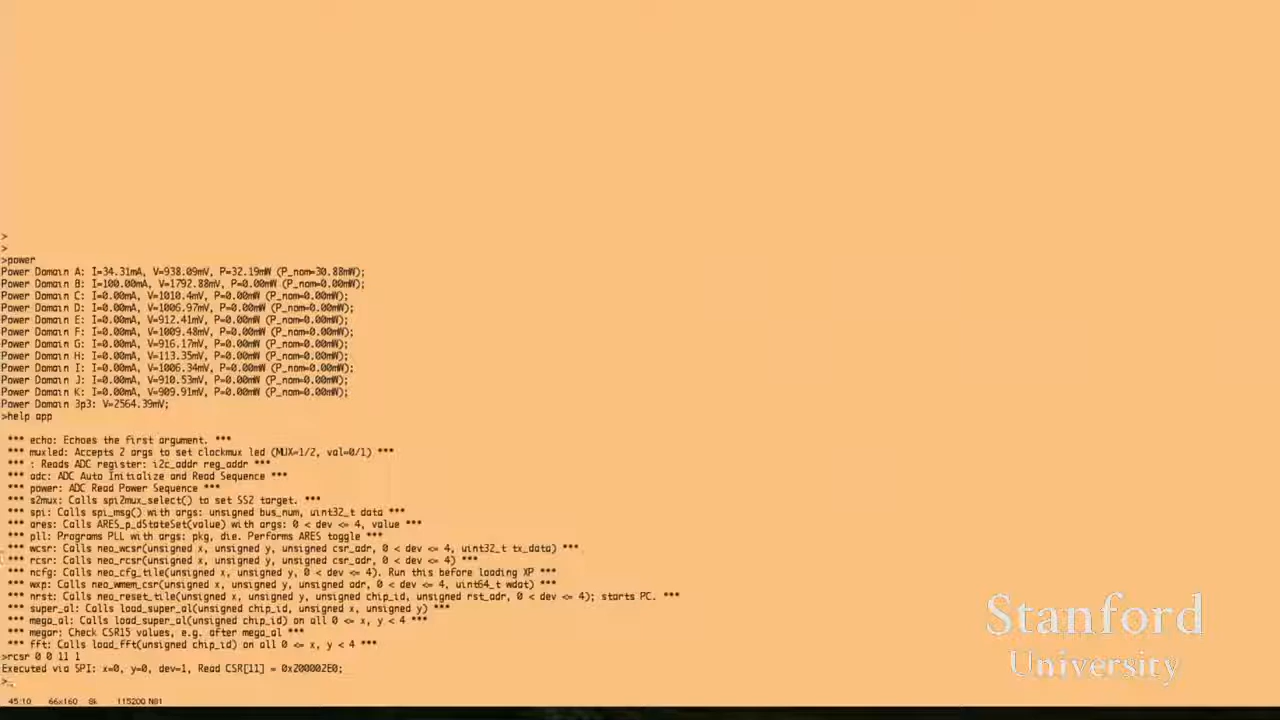 >
>
>power
Power Domain A: I=34.31mA, V=938.09mV, P=32.19mW (P_nom=30.88mW);
Power Domain B: I=100.00mA, V=1792.88mV, P=0.00mW (P_nom=0.00mW);
Power Domain C: I=0.00mA, V=1010.4mV, P=0.00mW (P_nom=0.00mW);
Power Domain D: I=0.00mA, V=1006.97mV, P=0.00mW (P_nom=0.00mW);
Power Domain E: I=0.00mA, V=912.41mV, P=0.00mW (P_nom=0.00mW);
Power Domain F: I=0.00mA, V=1009.48mV, P=0.00mW (P_nom=0.00mW);
Power Domain G: I=0.00mA, V=916.17mV, P=0.00mW (P_nom=0.00mW);
Power Domain H: I=0.00mA, V=113.35mV, P=0.00mW (P_nom=0.00mW);
Power Domain I: I=0.00mA, V=1006.34mV, P=0.00mW (P_nom=0.00mW);
Power Domain J: I=0.00mA, V=910.53mV, P=0.00mW (P_nom=0.00mW);
Power Domain K: I=0.00mA, V=909.91mV, P=0.00mW (P_nom=0.00mW);
Power Domain 3p3: V=2564.39mV;
>help app
*** echo: Echoes the first argument. ***
*** muxled: Accepts 2 args to set clockmux led (MUX=1/2, val=0/1) ***
*** : Reads ADC register: i2c_addr reg_addr ***
*** adc: ADC Auto Initialize and Read Sequence ***
*** power: ADC Read Power Sequence ***
*** s2mux: Calls spi2mux_select() to set SS2 target. ***
*** spi: Calls spi_msg() with args: unsigned bus_num, uint32_t data
*** ares: Calls ARES_p_dStateSet(value) with args: 0 < dev <= 4, value ***
*** pll: Programs PLL with args: pkg, die. Performs ARES toggle ***
*** wcsr: Calls neo_wcsr(unsigned x, unsigned y, unsigned csr_adr, 0 < dev <= 4, uint32_t tx_data) ***
*** rcsr: Calls neo_rcsr(unsigned x, unsigned y, unsigned csr_adr, 0 < dev <= 4) ***
*** ncfg: Calls neo_cfg_tile(unsigned x, unsigned y, 0 < dev <= 4). Run this before loading XP ***
*** wxp: Calls neo_wmem_csr(unsigned x, unsigned y, unsigned adr, 0 < dev <= 4, uint64_t wdat) ***
*** nrst: Calls neo_reset_tile(unsigned x, unsigned y, unsigned chip_id, unsigned rst_adr, 0 < dev <= 4); starts PC. ***
*** super_al: Calls load_super_al(unsigned chip_id, unsigned x, unsigned y) ***
*** mega_al: Calls load_super_al(unsigned chip_id) on all 0 <= x, y < 4 ***
*** megar: Check CSR15 values, e.g. after mega_al ***
*** fft: Calls load_fft(unsigned chip_id) on all 0 <= x, y < 4 ***
>rcsr 0 0 11 1
Executed via SPI: x=0, y=0, dev=1, Read CSR[11] = 0x200002E0;
>_
45:10 66x160 8k 115200 N81
Stanford
University